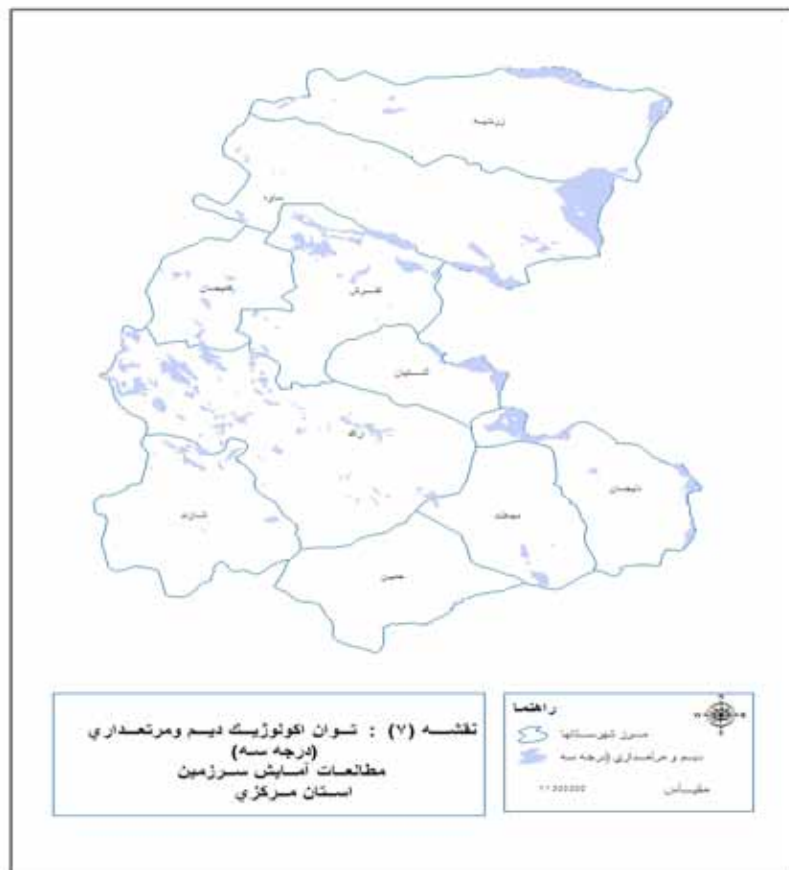 زرندیه
ساوه
کمیجان
تفرش
آشتیان
اراک
دلیجان
محلات
شازند
خمین
نقشه (٧) : توان اکولوژیک دیم ومرتعداري
(درجه سه)
مطالعات آمایش سرزمین
استان مرکزي
راهنما
N
W
E
S
مرز شهرستانها
دیم و مرتعداري (درجه سه
مقیاس